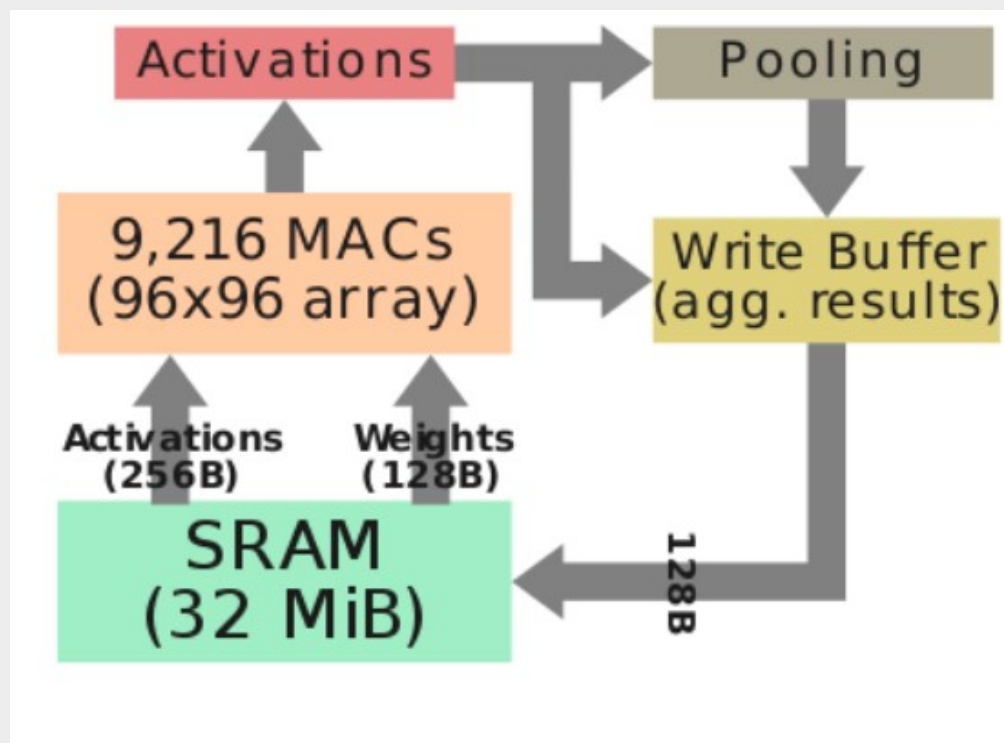 Activations
Pooling
9,216 MACs
(96x96 array)
Write Buffer
(agg. results)
Activations
(256B)
Weights
(128B)
SRAM
(32 MiB)
128B